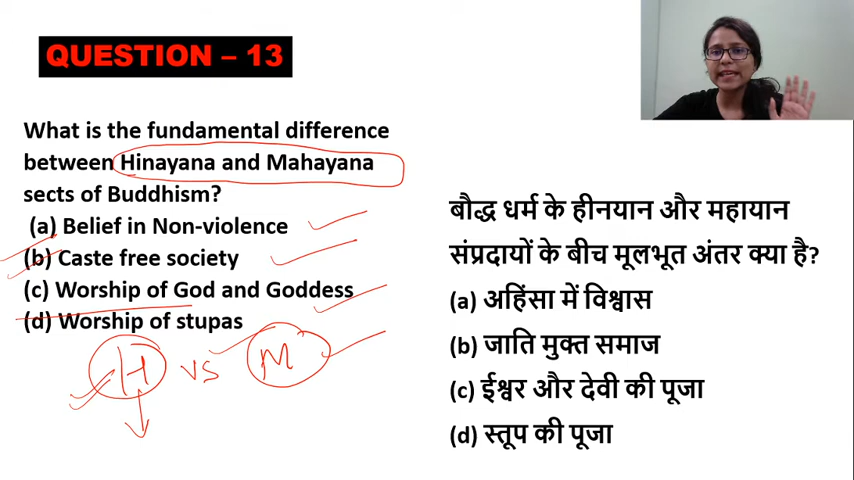 QUESTION – 13
What is the fundamental difference
between Hinayana and Mahayana
sects of Buddhism?
(a) Belief in Non-violence
(b) Caste free society
(c) Worship of God and Goddess
(d) Worship of stupas
H vs M
बौद्ध धर्म के हीनयान और महायान
संप्रदायों के बीच मूलभूत अंतर क्या है?
(a) अहिंसा में विश्वास
(b) जाति मुक्त समाज
(c) ईश्वर और देवी की पूजा
(d) स्तूप की पूजा